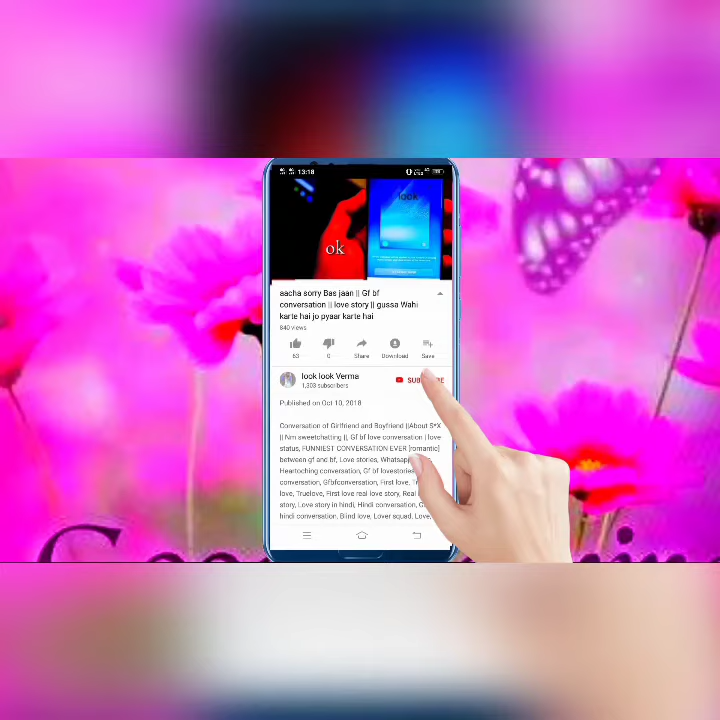 13:18
look
ok
aacha sorry Bas jaan || Gf bf
conversation || love story || gussa Wahi
karte hai jo pyaar karte hai
840 views
63
0
Share
Download
Save
look look Verma
1,303 subscribers
Published on Oct 10, 2018
Conversation of Girlfriend and Boyfriend ||About S*X
|| Nm sweetchatting ||, Gf bf love conversation | love
status, FUNNIEST CONVERSATION EVER [romantic]
between gf and bf, Love stories,
Heartoching conversation, Gf bf lovestories
conversation, Gfbfconversation, First love,
love, Truelove, First love real love story, Real
story, Love story in hindi, Hindi conversation,
hindi conversation, Blind love, Lover squad, Love,